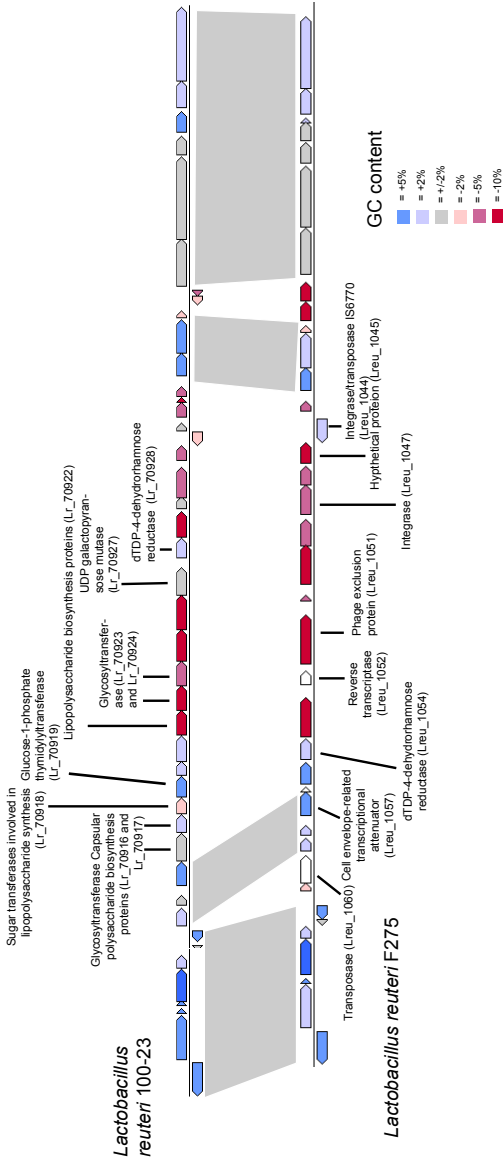 Lactobacillus
reuteri 100-23
Sugar transferases involved in
lipopolysaccharide synthesis
(Lr_70918)
Glycosyltransferase Capsular
polysaccharide biosynthesis
proteins (Lr_70916 and
Lr_70917)
Glucose-1-phosphate
thymidylyltransferase
(Lr_70919)
Lipopolysaccharide biosynthesis proteins (Lr_70922)
Glycosyltransfer-
ase (Lr_70923
and Lr_70924)
UDP galactopyran-
sose mutase
(Lr_70927)
dTDP-4-dehydrorhamnose
reductase (Lr_70928)
Lactobacillus reuteri F275
Transposase (Lreu_1060)
Cell envelope-related
transcriptional
attenuator
(Lreu_1057)
dTDP-4-dehydrorhamnose
reductase (Lreu_1054)
Reverse
transcriptase
(Lreu_1052)
Phage exclusion
protein (Lreu_1051)
Integrase (Lreu_1047)
Hypthetical proteion (Lreu_1045)
Integrase/transposase IS6770
(Lreu_1044)
GC content
= +5%
= +2%
= +/-2%
= -2%
= -5%
= -10%